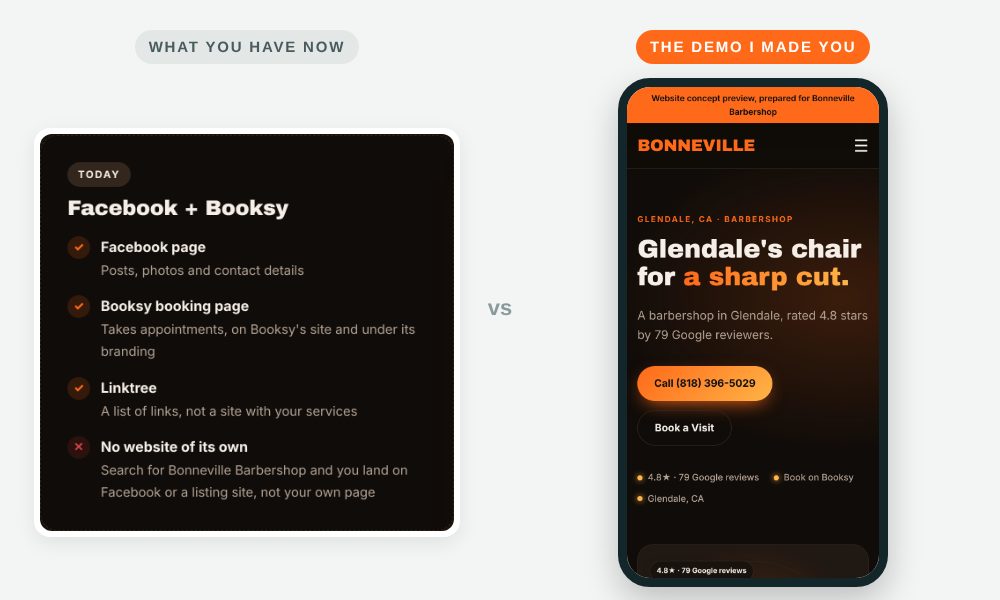 WHAT YOU HAVE NOW
TODAY
Facebook + Booksy
Facebook page
Posts, photos and contact details
Booksy booking page
Takes appointments, on Booksy's site and under its
branding
Linktree
A list of links, not a site with your services
No website of its own
Search for Bonneville Barbershop and you land on
Facebook or a listing site, not your own page
vs
THE DEMO I MADE YOU
Website concept preview, prepared for Bonneville
Barbershop
BONNEVILLE
GLENDALE, CA · BARBERSHOP
Glendale's chair
for a sharp cut.
A barbershop in Glendale, rated 4.8 stars
by 79 Google reviewers.
Call (818) 396-5029
Book a Visit
4.8★ · 79 Google reviews
Book on Booksy
Glendale, CA
4.8★ · 79 Google reviews